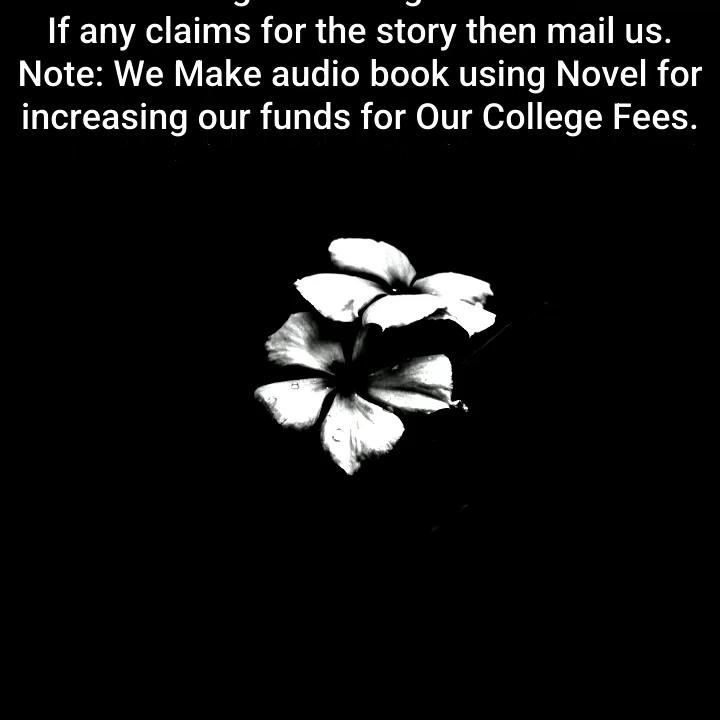 If any claims for the story then mail us.
Note: We Make audio book using Novel for
increasing our funds for Our College Fees.